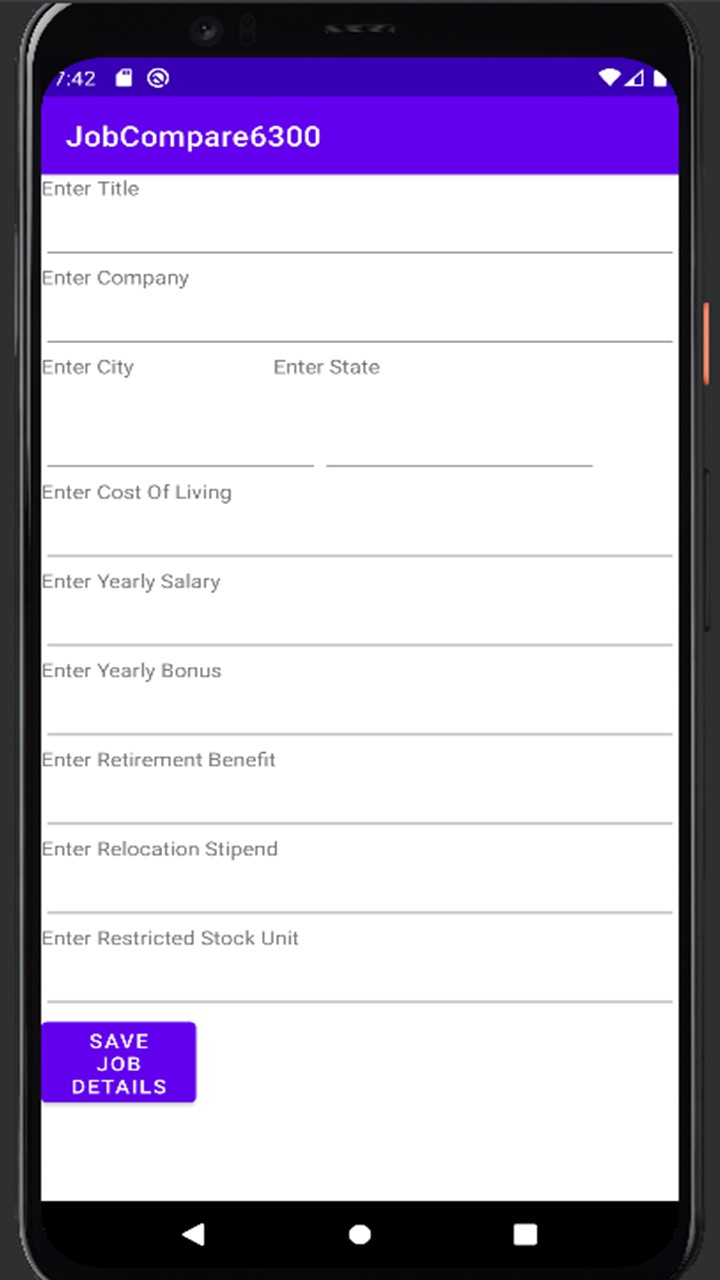 7:42
JobCompare6300
Enter Title
Enter Company
Enter City Enter State
Enter Cost Of Living
Enter Yearly Salary
Enter Yearly Bonus
Enter Retirement Benefit
Enter Relocation Stipend
Enter Restricted Stock Unit
SAVE
JOB
DETAILS